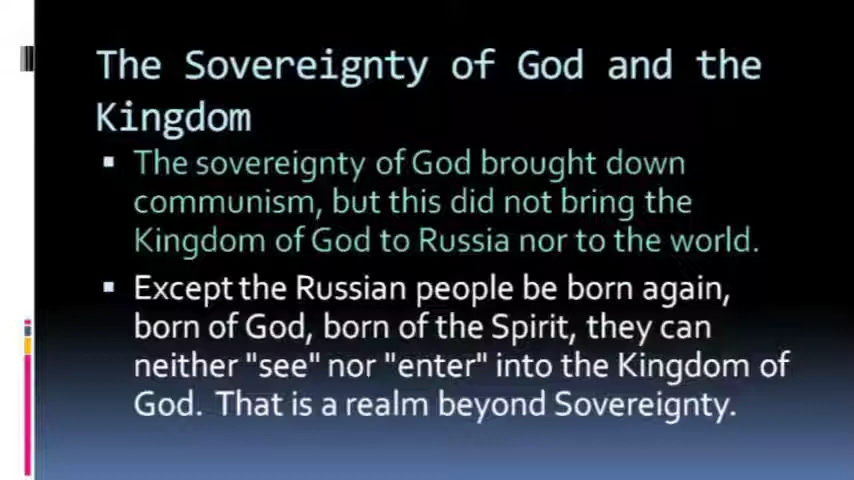 The Sovereignty of God and the
Kingdom
▪ The sovereignty of God brought down
communism, but this did not bring the
Kingdom of God to Russia nor to the world.
▪ Except the Russian people be born again,
born of God, born of the Spirit, they can
neither "see" nor "enter" into the Kingdom of
God. That is a realm beyond Sovereignty.